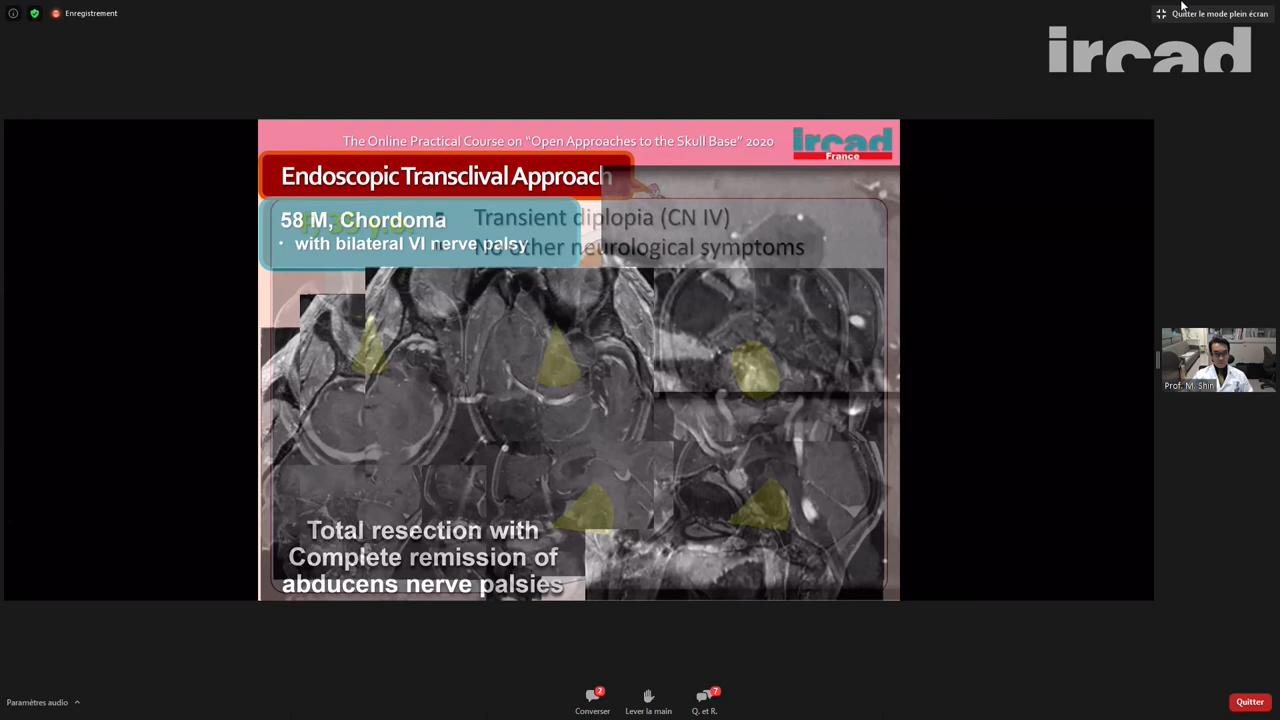 Enregistrement
Quitter le mode plein écran
ircad
The Online Practical Course on “Open Approaches to the Skull Base” 2020
ircad
France
Endoscopic Transclival Approach
58 M, Chordoma
Transient diplopia (CN IV)
• with bilateral VI nerve palsy
No other neurological symptoms
Prof. M. Shin
Total resection with
Complete remission of
abducens nerve palsies
Paramètres audio
2
7
Converser
Lever la main
Q. et R.
Quitter